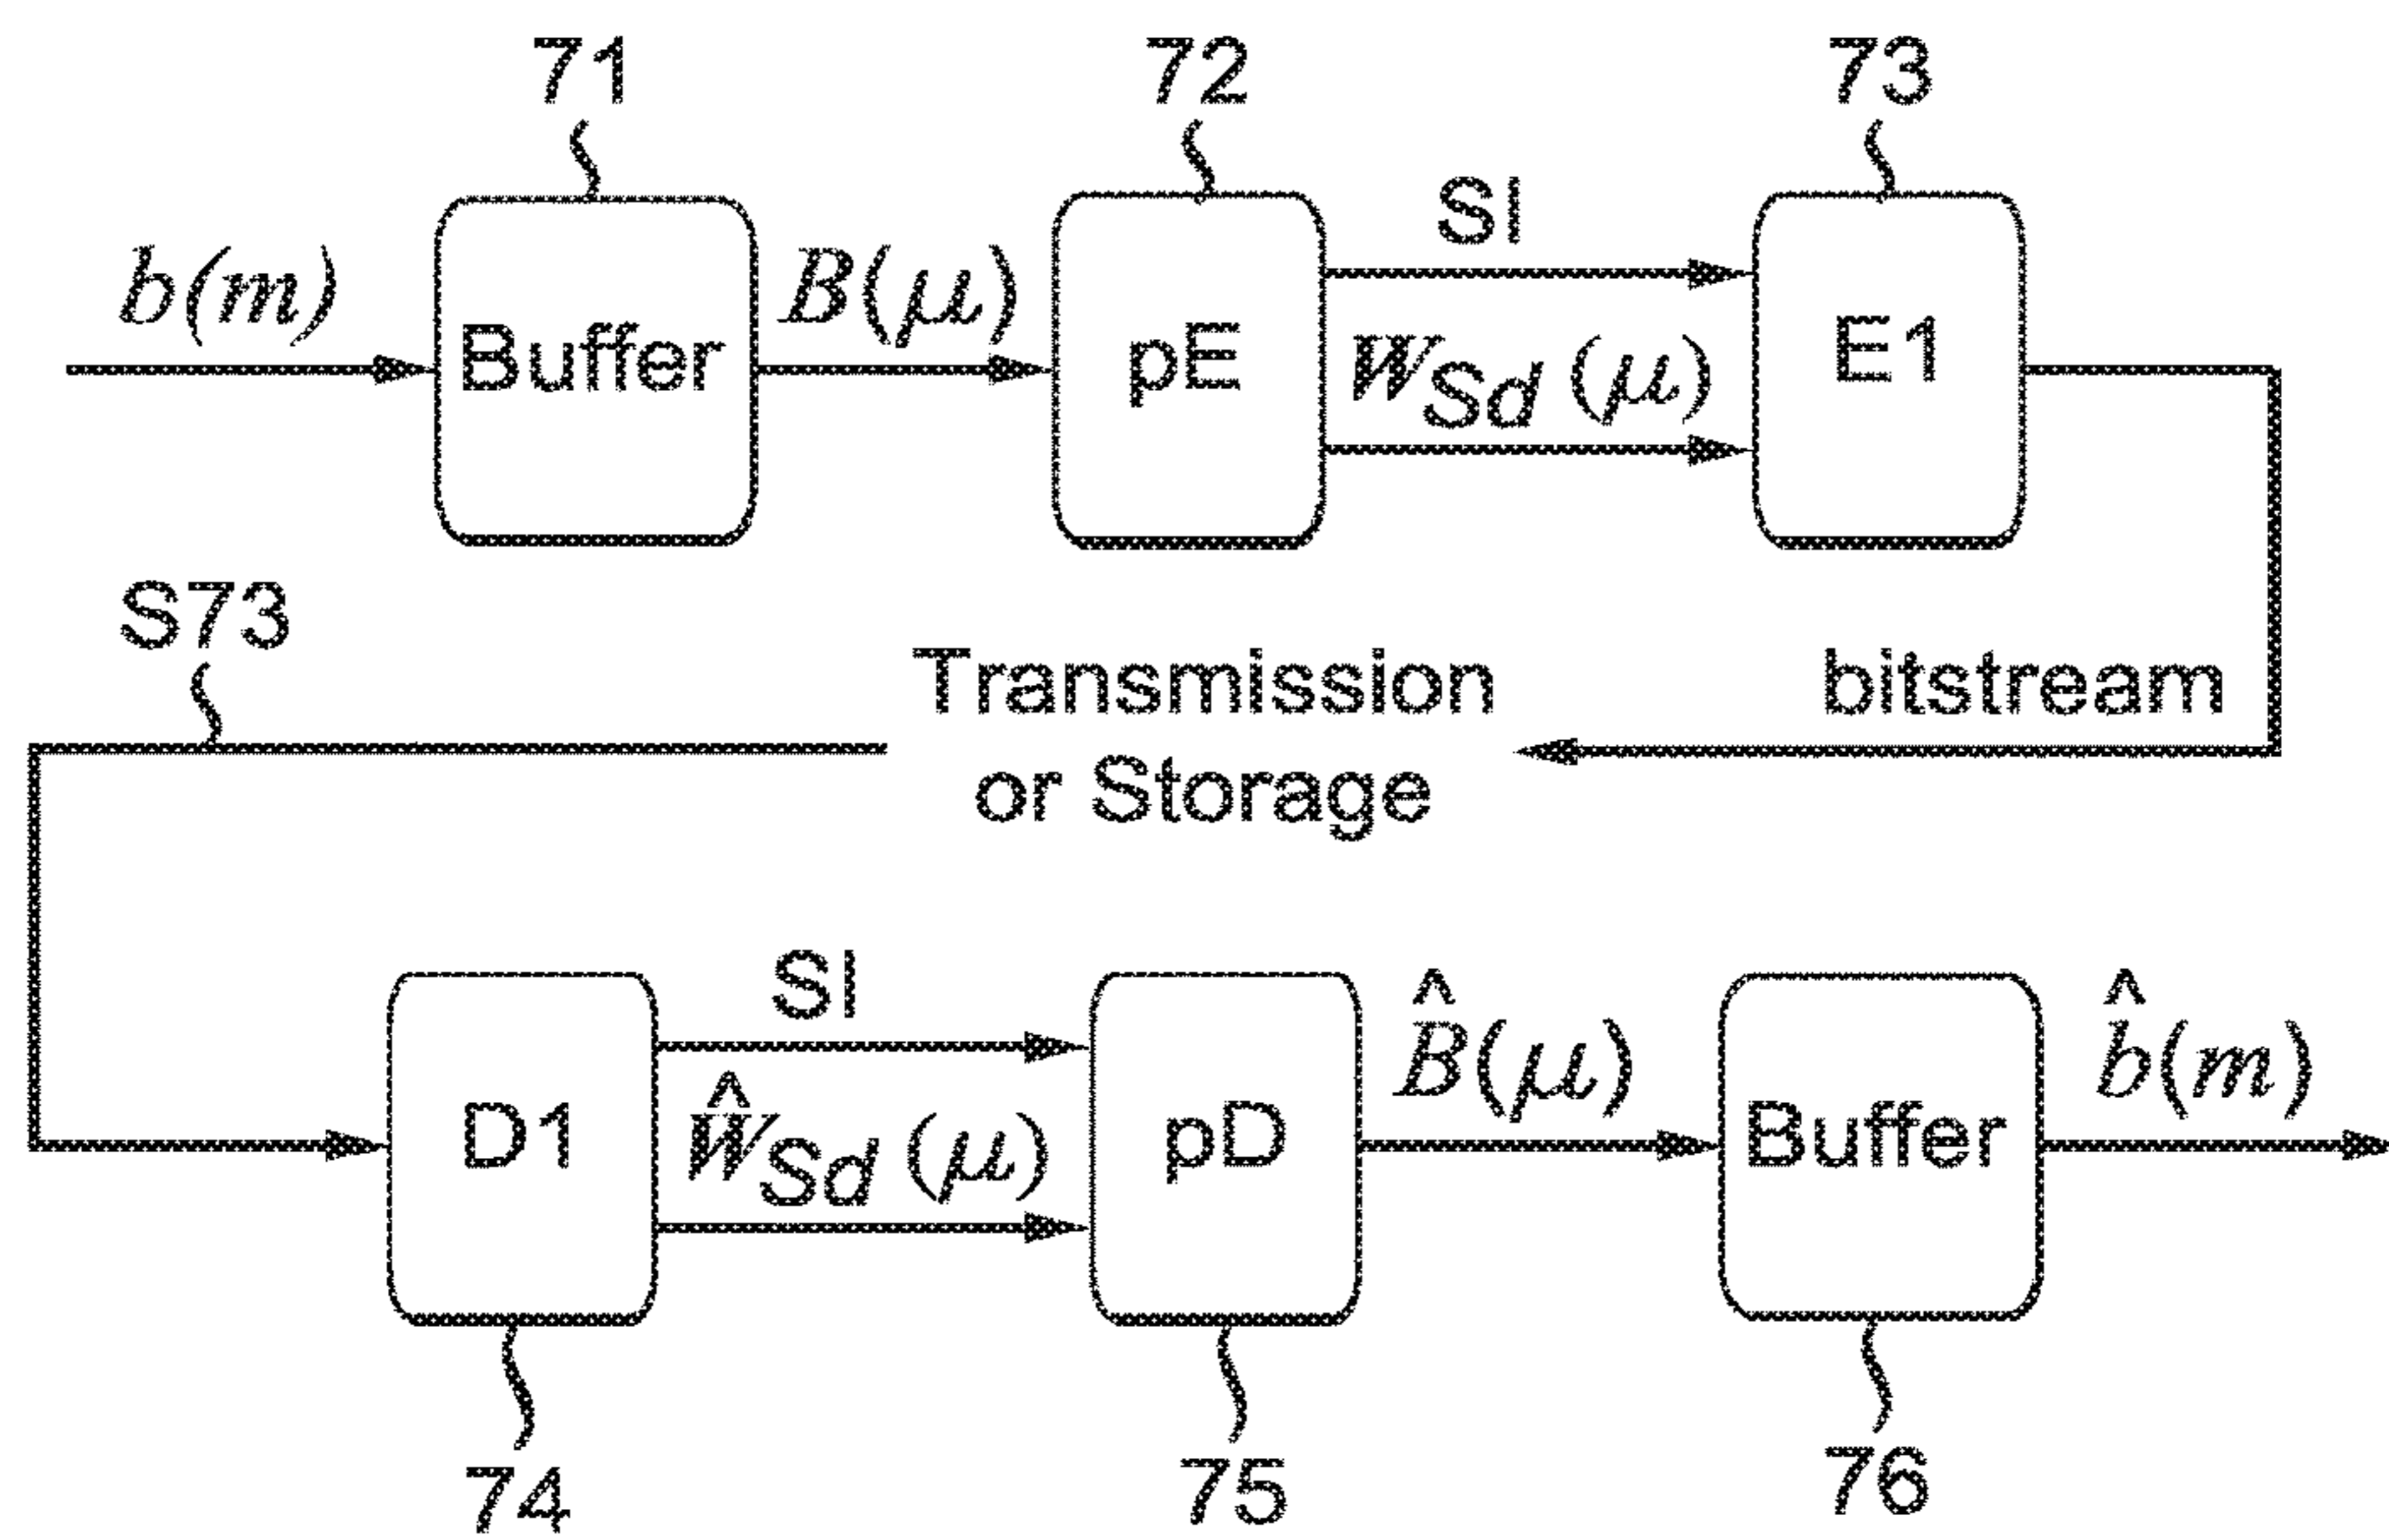 71 72 73
SI
b(m) Buffer B(μ) pE W_Sd (μ) E1
S73
Transmission bitstream
or Storage
SI
D1 Ŵ_Sd (μ) pD B̂(μ) Buffer b̂(m)
74 75 76